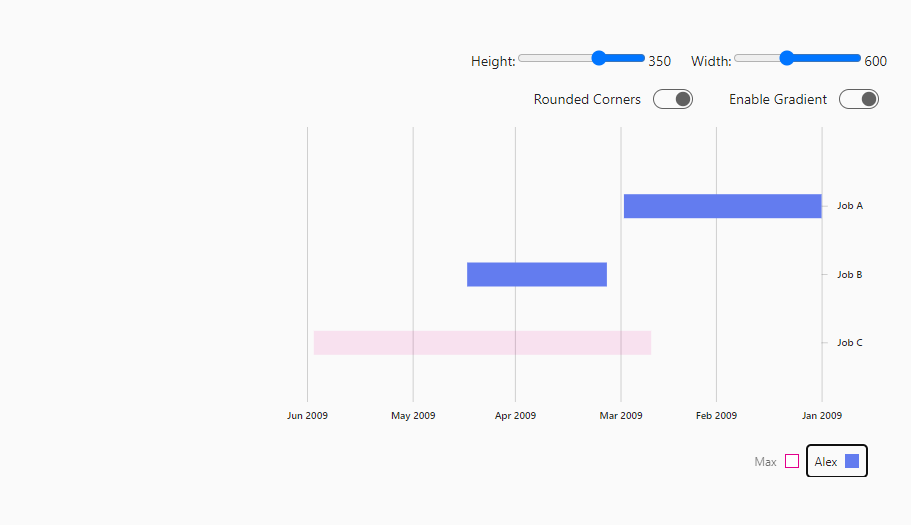 Height: 350 Width: 600
Rounded Corners Enable Gradient
Job A
Job B
Job C
Jun 2009 May 2009 Apr 2009 Mar 2009 Feb 2009 Jan 2009
Max Alex